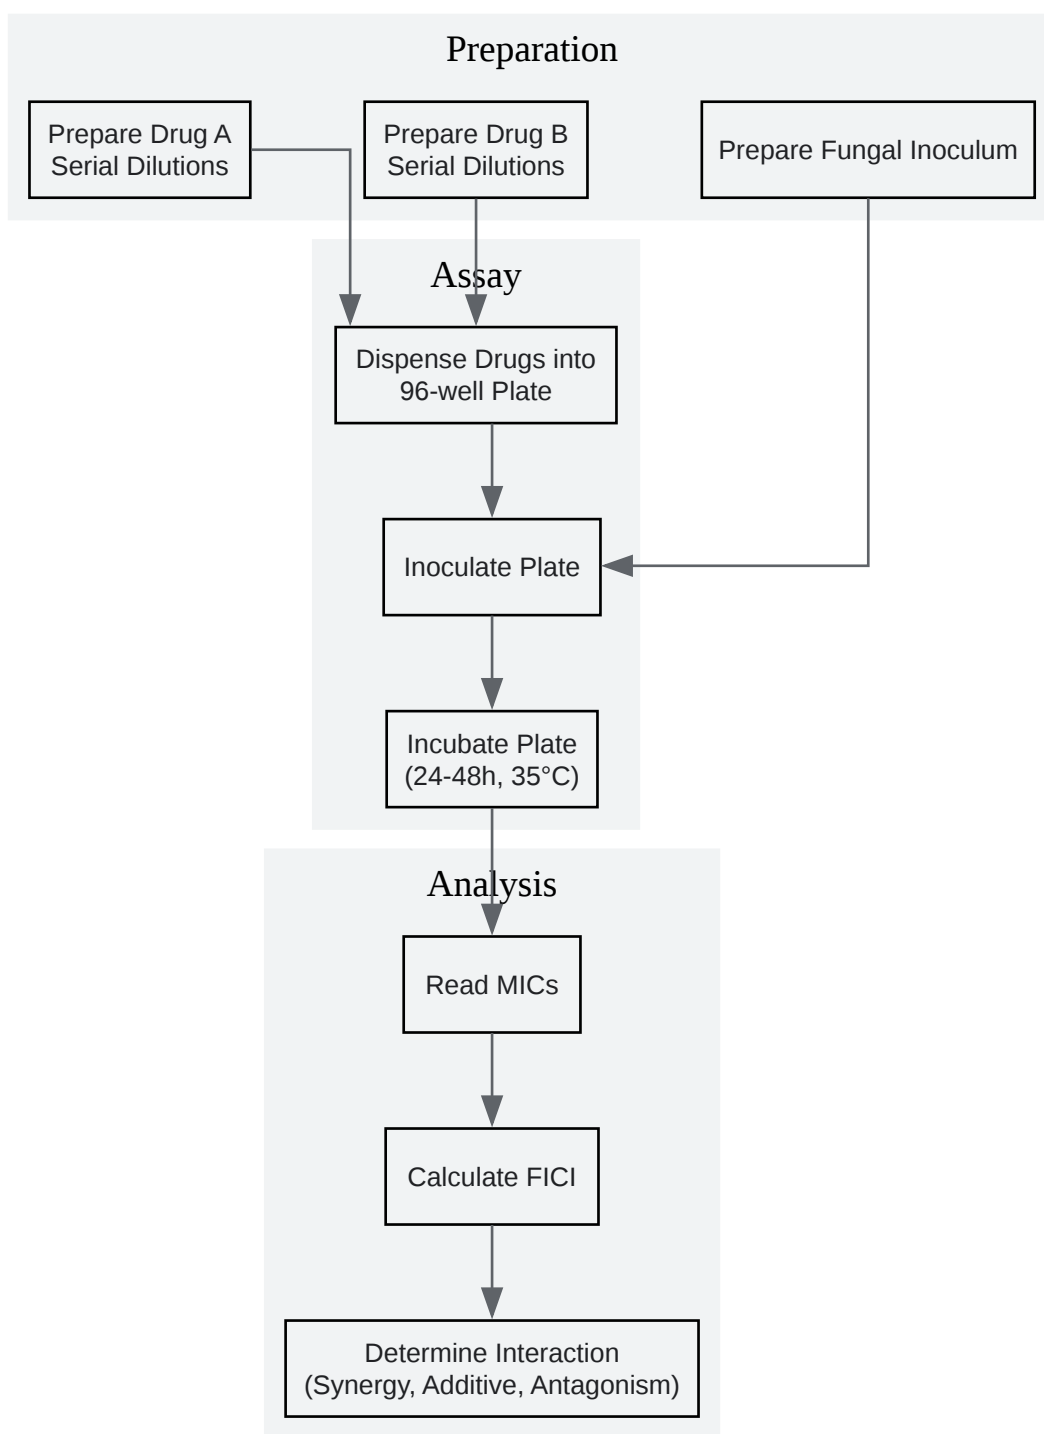 Preparation
Prepare Drug A
Serial Dilutions
Prepare Drug B
Serial Dilutions
Prepare Fungal Inoculum
Assay
Dispense Drugs into
96-well Plate
Inoculate Plate
Incubate Plate
(24-48h, 35°C)
Analysis
Read MICs
Calculate FICI
Determine Interaction
(Synergy, Additive, Antagonism)